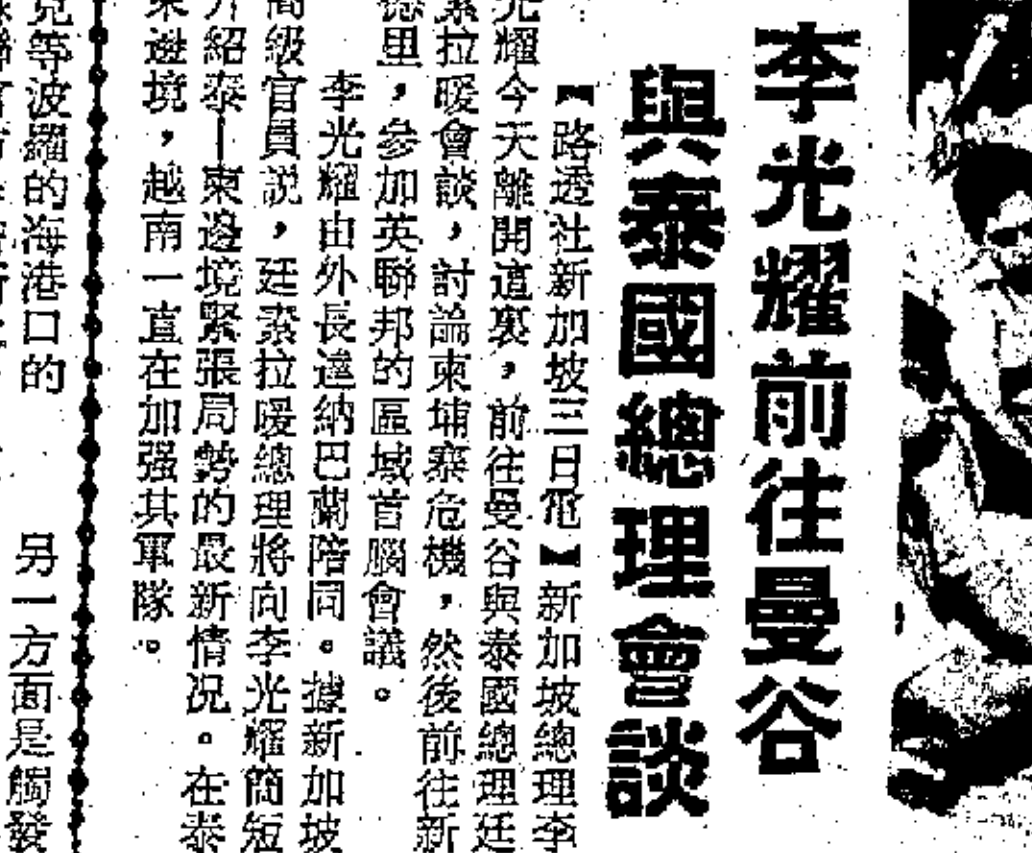 李光耀前往曼谷
與泰國總理會談
【路透社新加坡三日電】新加坡總理李
光耀今天離開這裏，前往曼谷與泰國總理廷
素拉暖會談，討論柬埔寨危機，然後前往新
德里，參加英聯邦的區域首腦會議。
李光耀由外長達納巴蘭陪同。據新加坡
高級官員説，廷素拉暖總理將向李光耀簡短
介紹泰—柬邊境緊張局勢的最新情况。在泰
柬邊境，越南一直在加强其軍隊。
兒等波羅的海港口的
另一方面是觸發